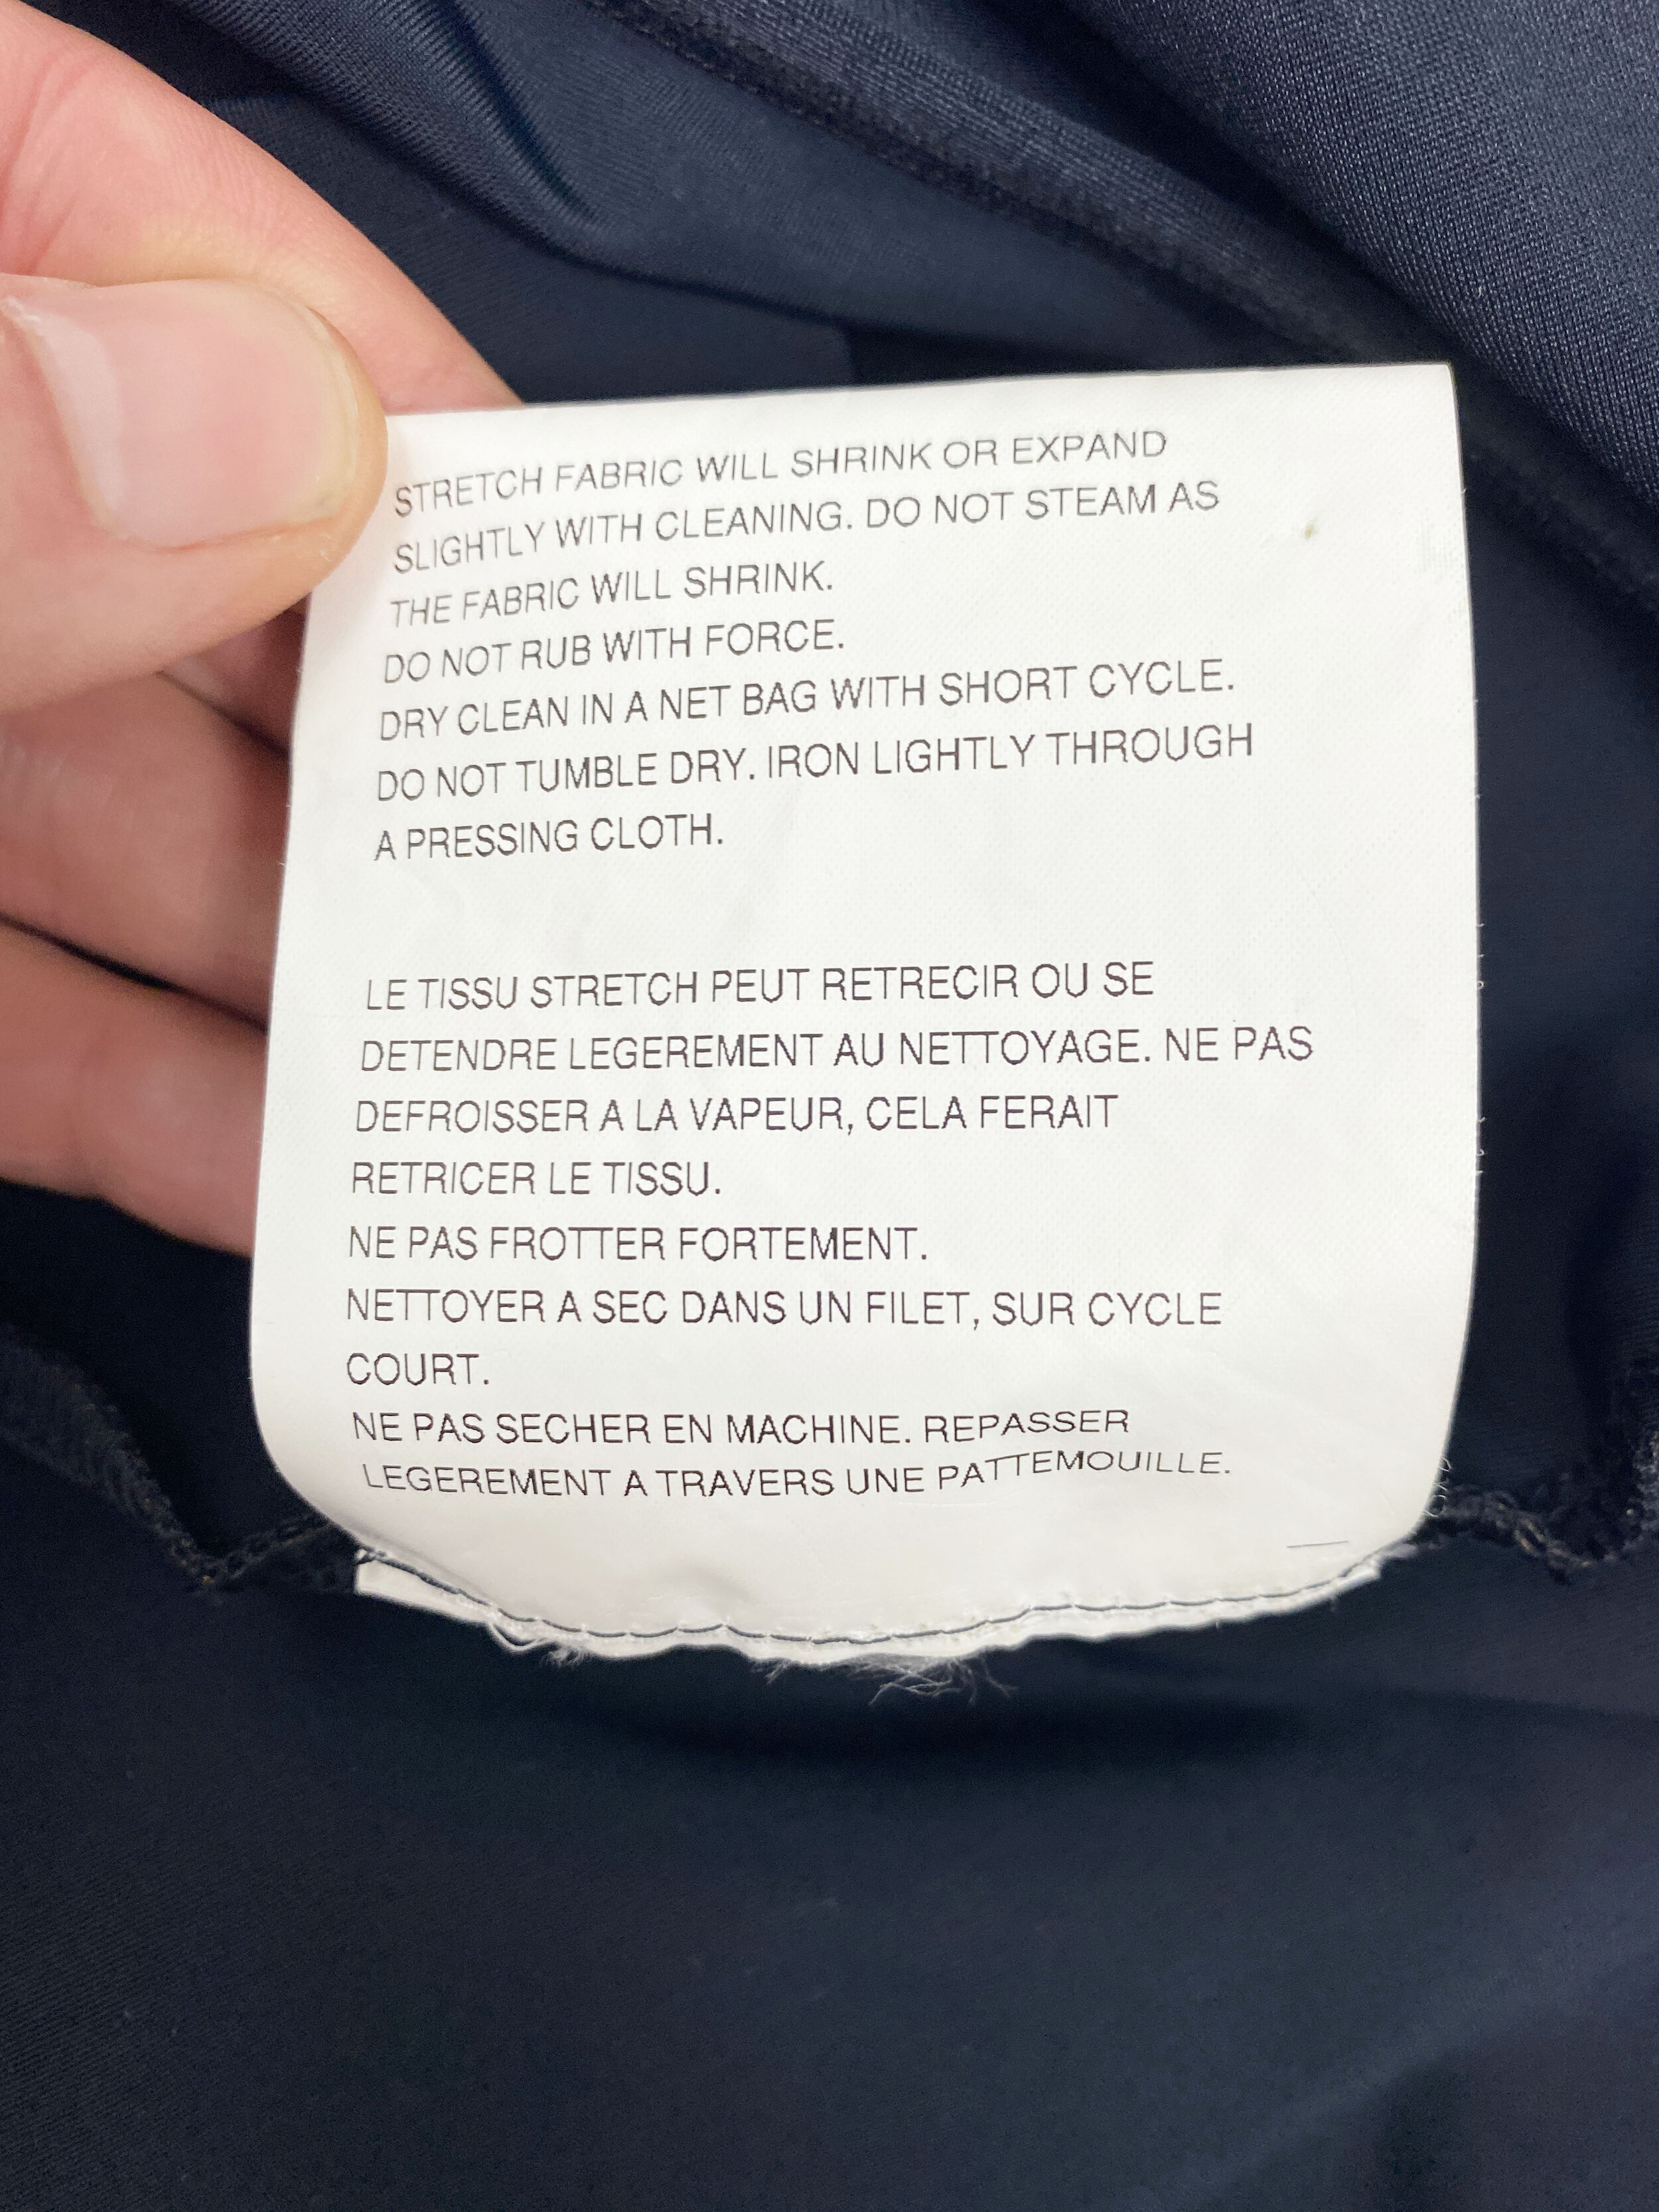 STRETCH FABRIC WILL SHRINK OR EXPAND
SLIGHTLY WITH CLEANING. DO NOT STEAM AS
THE FABRIC WILL SHRINK.
DO NOT RUB WITH FORCE.
DRY CLEAN IN A NET BAG WITH SHORT CYCLE.
DO NOT TUMBLE DRY. IRON LIGHTLY THROUGH
A PRESSING CLOTH.
LE TISSU STRETCH PEUT RETRECIR OU SE
DETENDRE LEGEREMENT AU NETTOYAGE. NE PAS
DEFROISSER A LA VAPEUR, CELA FERAIT
RETRICER LE TISSU.
NE PAS FROTTER FORTEMENT.
NETTOYER A SEC DANS UN FILET, SUR CYCLE
COURT.
NE PAS SECHER EN MACHINE. REPASSER
LEGEREMENT A TRAVERS UNE PATTEMOUILLE.